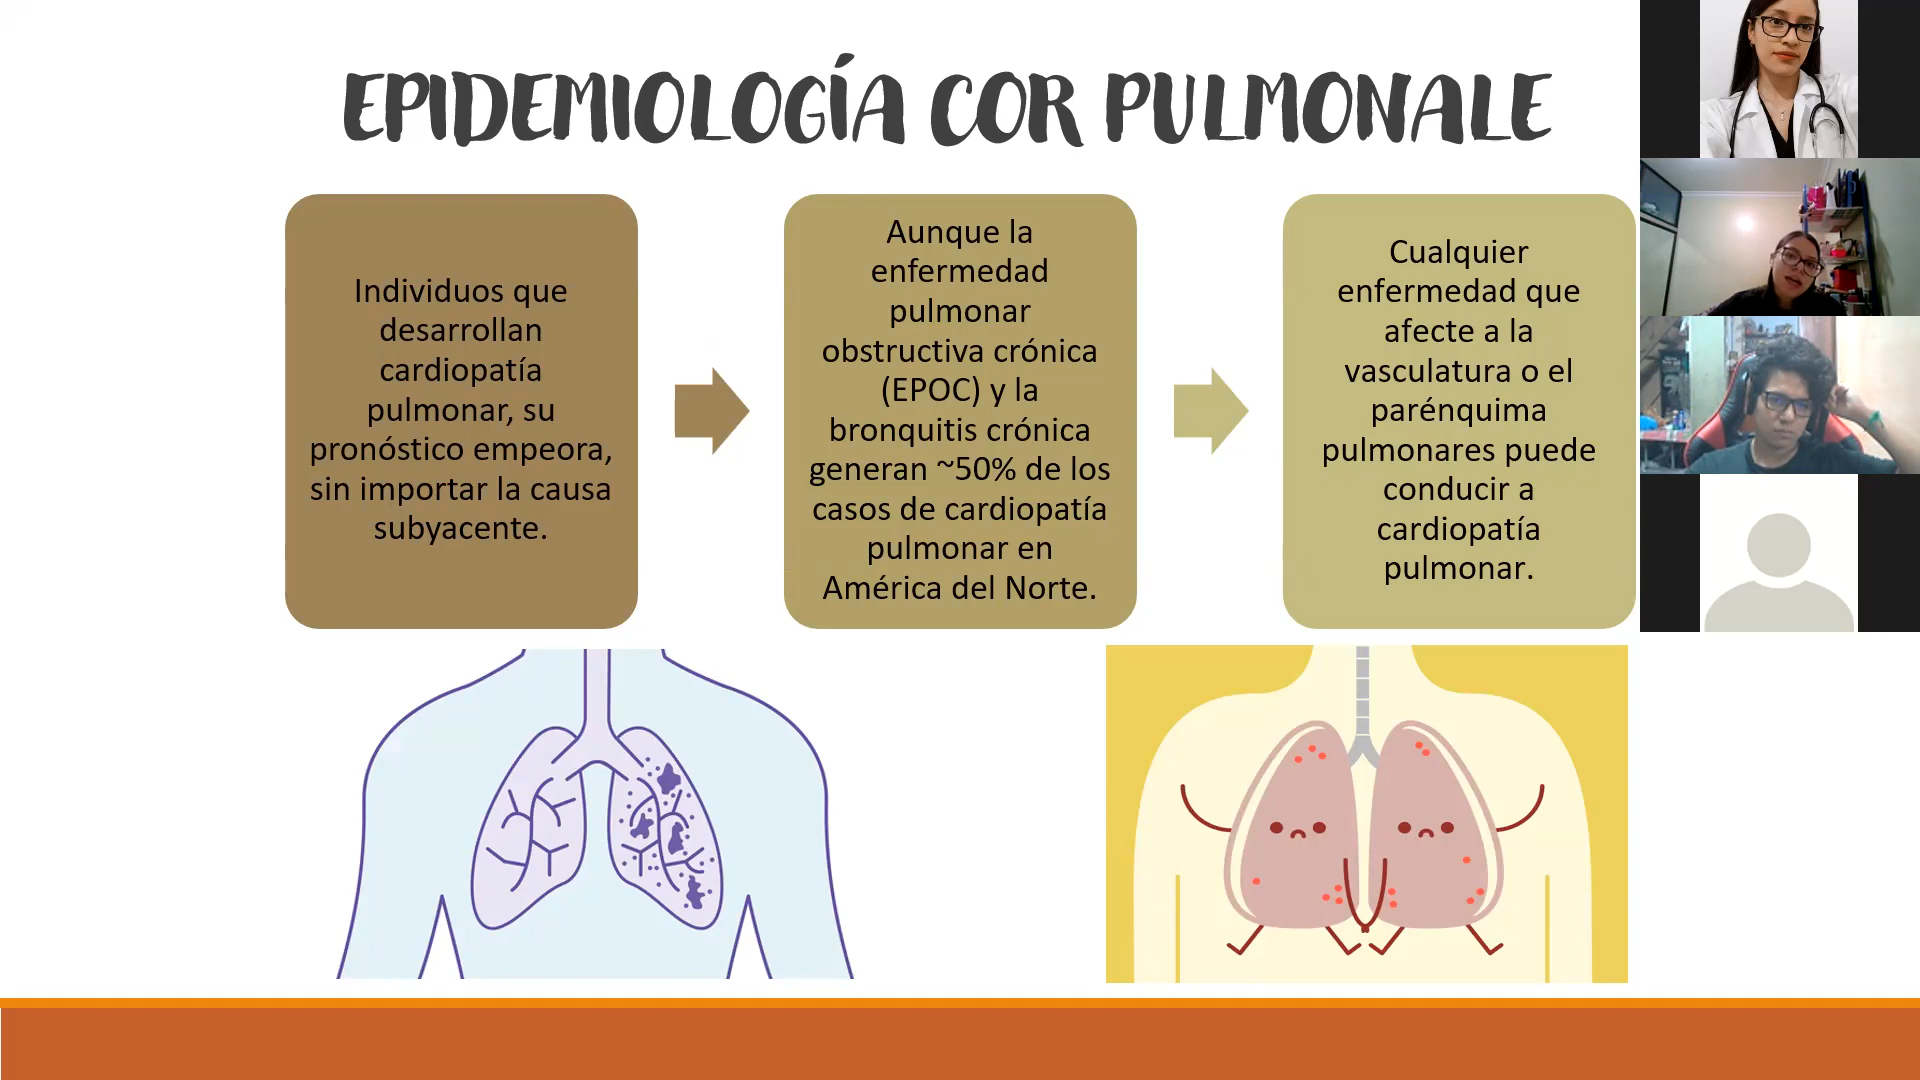 EPIDEMIOLOGÍA COR PULMONALE
Individuos que
desarrollan
cardiopatía
pulmonar, su
pronóstico empeora,
sin importar la causa
subyacente.
Aunque la
enfermedad
pulmonar
obstructiva crónica
(EPOC) y la
bronquitis crónica
generan ~50% de los
casos de cardiopatía
pulmonar en
América del Norte.
Cualquier
enfermedad que
afecte a la
vasculatura o el
parénquima
pulmonares puede
conducir a
cardiopatía
pulmonar.